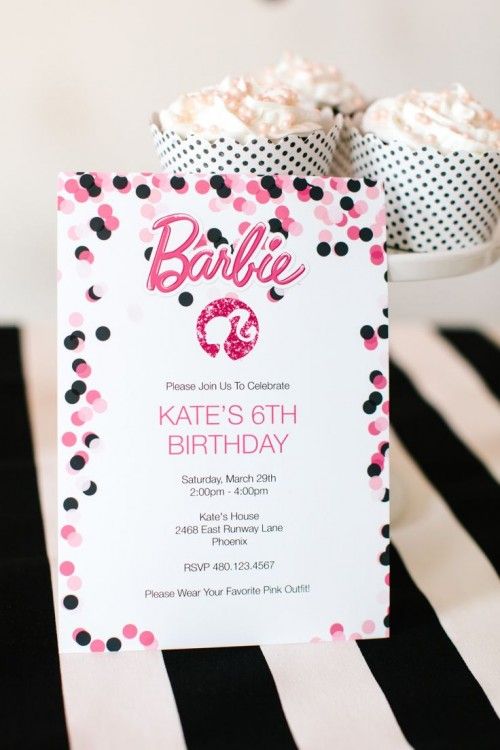 Barbie
Please Join Us To Celebrate
KATE'S 6TH
BIRTHDAY
Saturday, March 29th
2:00pm - 4:00pm
Kate's House
2468 East Runway Lane
Phoenix
RSVP 480.123.4567
Please Wear Your Favorite Pink Outfit!